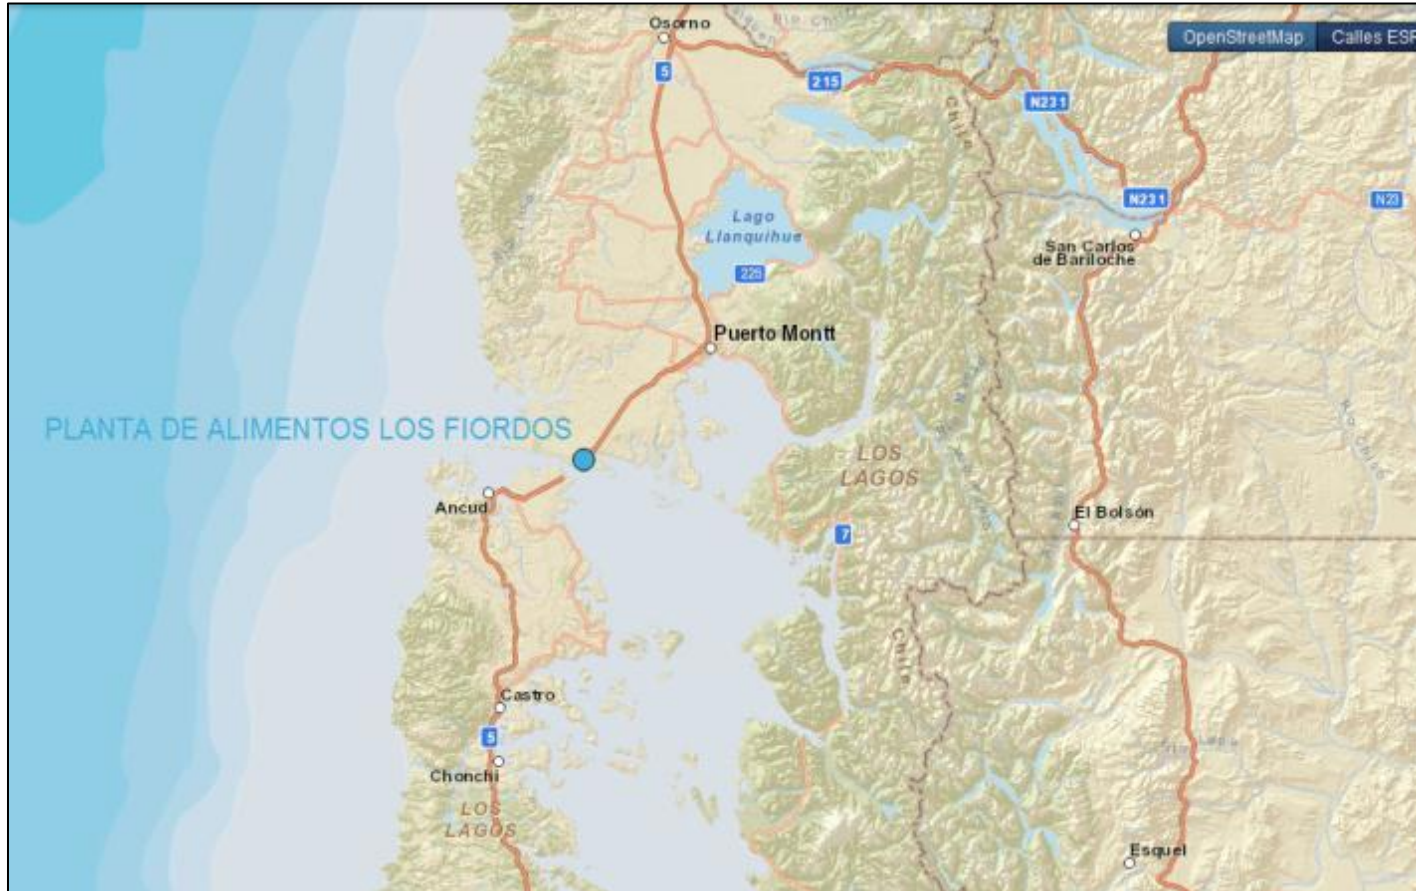 Osorno
OpenStreetMap
Calles ESR
5
215
N231
Chile
N231
N23
Lago
Llanquihue
San Carlos
de Bariloche
225
Puerto Montt
PLANTA DE ALIMENTOS LOS FIORDOS
LOS
LAGOS
Ancud
El Bolsón
7
Chile
Castro
5
Chonchi
LOS
LAGOS
Esquel